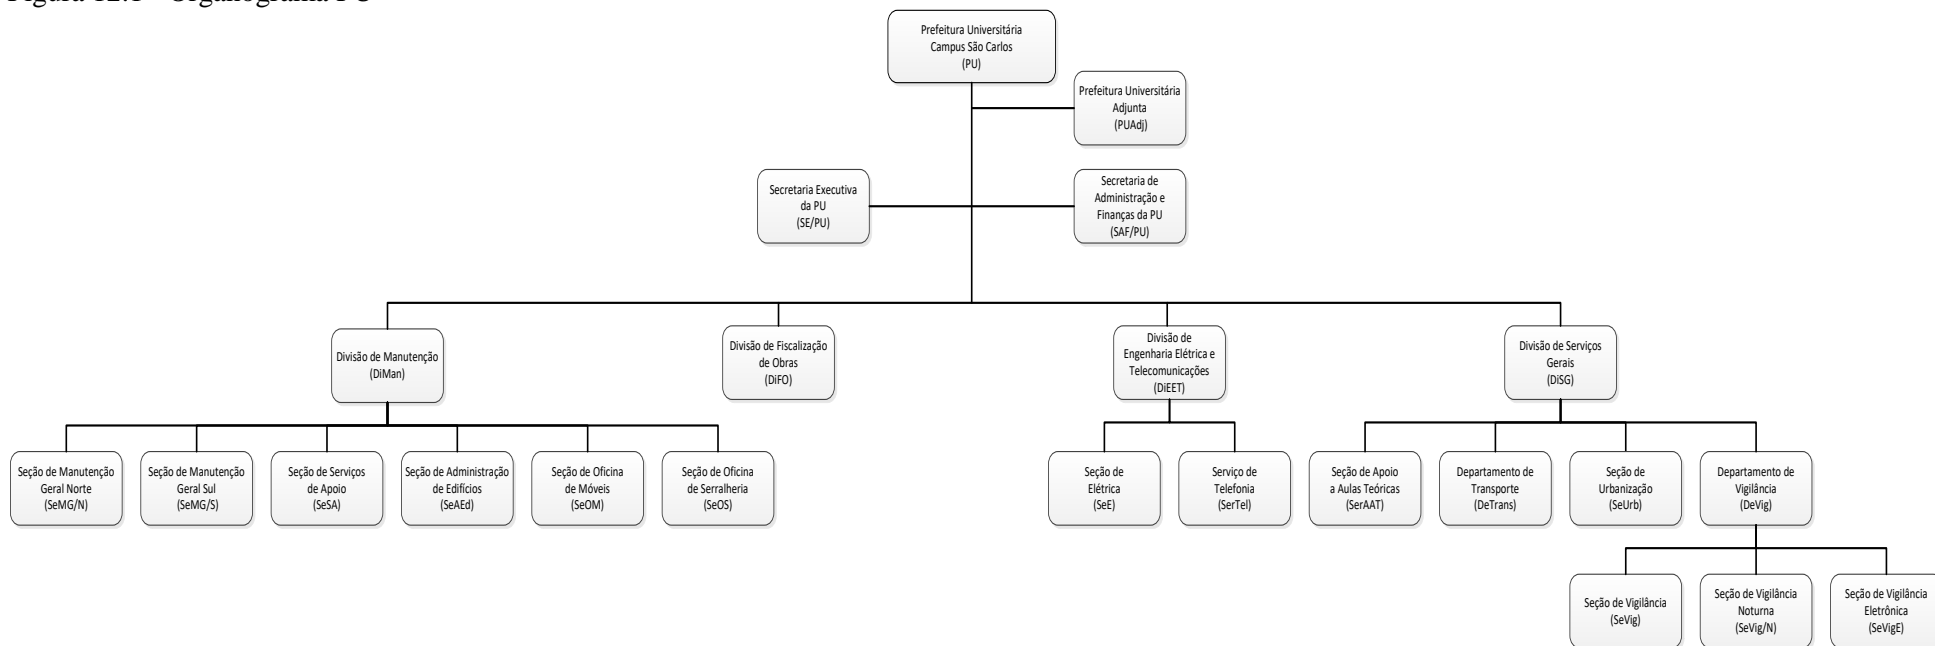 Prefeitura Universitária
Campus São Carlos
(PU)
Prefeitura Universitária
Adjunta
(PUAdj)
Secretaria Executiva
da PU
(SE/PU)
Secretaria de
Administração e
Finanças da PU
(SAF/PU)
Divisão de Manutenção
(DiMan)
Divisão de Fiscalização
de Obras
(DiFO)
Divisão de
Engenharia Elétrica e
Telecomunicações
(DiEET)
Divisão de Serviços
Gerais
(DiSG)
Seção de Manutenção
Geral Norte
(SeMG/N)
Seção de Manutenção
Geral Sul
(SeMG/S)
Seção de Serviços
de Apoio
(SeSA)
Seção de Administração
de Edifícios
(SeAEd)
Seção de Oficina
de Móveis
(SeOM)
Seção de Oficina
de Serralheria
(SeOS)
Seção de
Elétrica
(SeE)
Serviço de
Telefonia
(SerTel)
Seção de Apoio
a Aulas Teóricas
(SerAAT)
Departamento de
Transporte
(DeTrans)
Seção de
Urbanização
(SeUrb)
Departamento de
Vigilância
(DeVig)
Seção de Vigilância
(SeVig)
Seção de Vigilância
Noturna
(SeVig/N)
Seção de Vigilância
Eletrônica
(SeVigE)